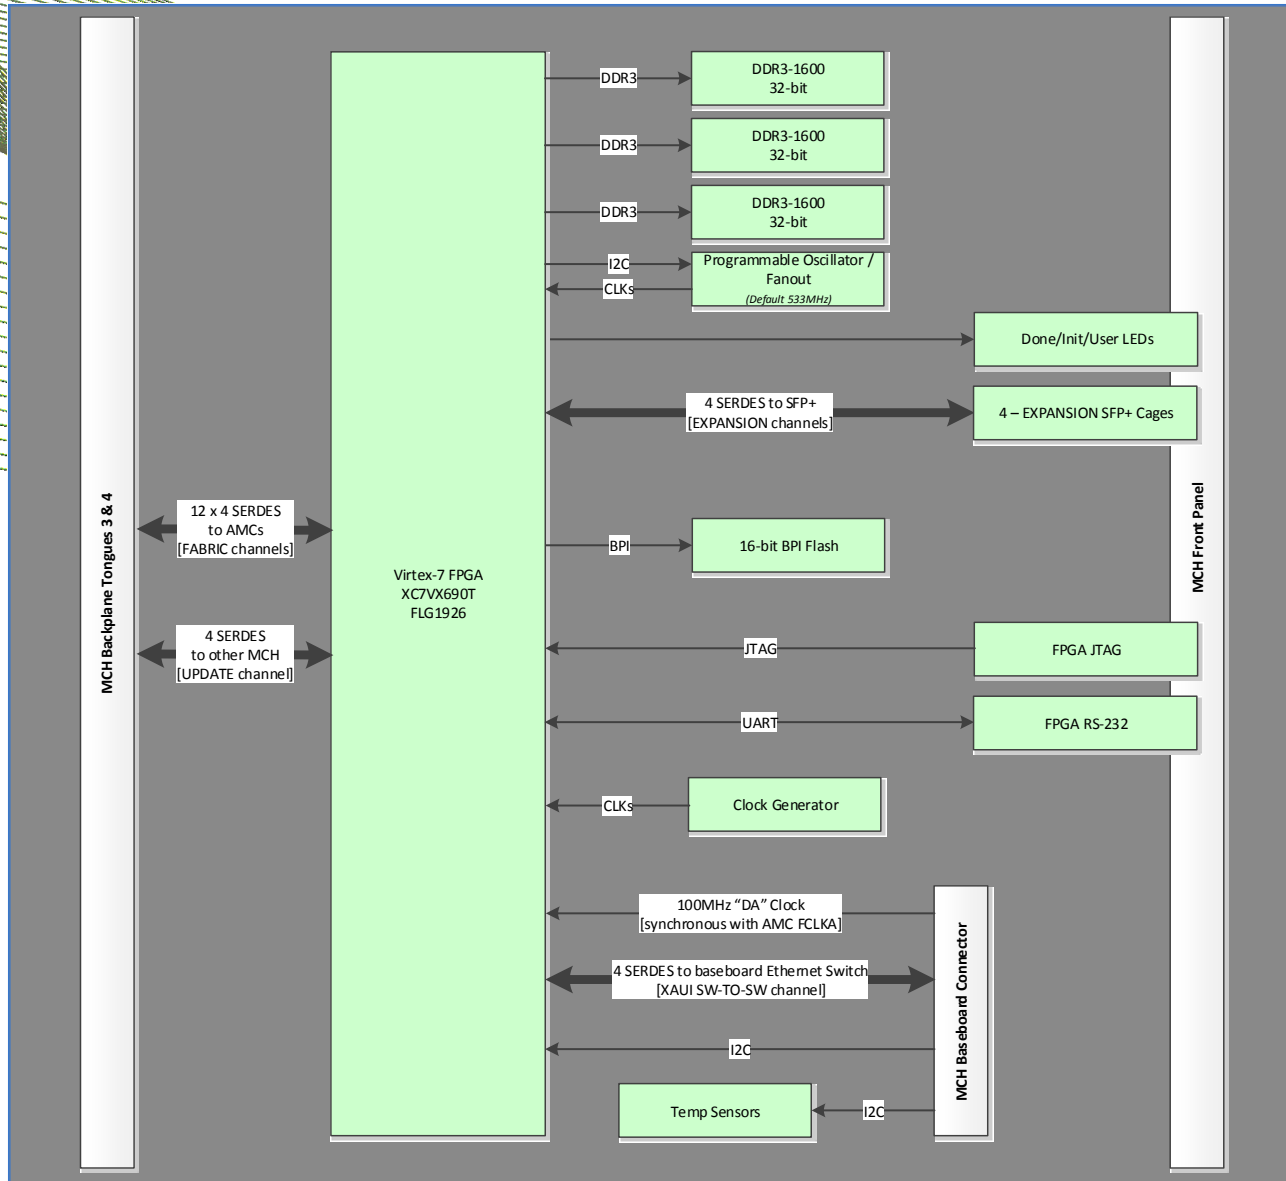 DDR3
DDR3-1600
32-bit
DDR3
DDR3-1600
32-bit
DDR3
DDR3-1600
32-bit
I2C
CLKs
Programmable Oscillator /
Fanout
(Default 533MHz)
Done/Init/User LEDs
4 SERDES to SFP+
[EXPANSION channels]
4 – EXPANSION SFP+ Cages
MCH Backplane Tongues 3 & 4
12 x 4 SERDES
to AMCs
[FABRIC channels]
4 SERDES
to other MCH
[UPDATE channel]
Virtex-7 FPGA
XC7VX690T
FLG1926
BPI
16-bit BPI Flash
MCH Front Panel
JTAG
FPGA JTAG
UART
FPGA RS-232
CLKs
Clock Generator
100MHz “DA” Clock
[synchronous with AMC FCLKA]
4 SERDES to baseboard Ethernet Switch
[XAUI SW-TO-SW channel]
I2C
MCH Baseboard Connector
Temp Sensors
I2C